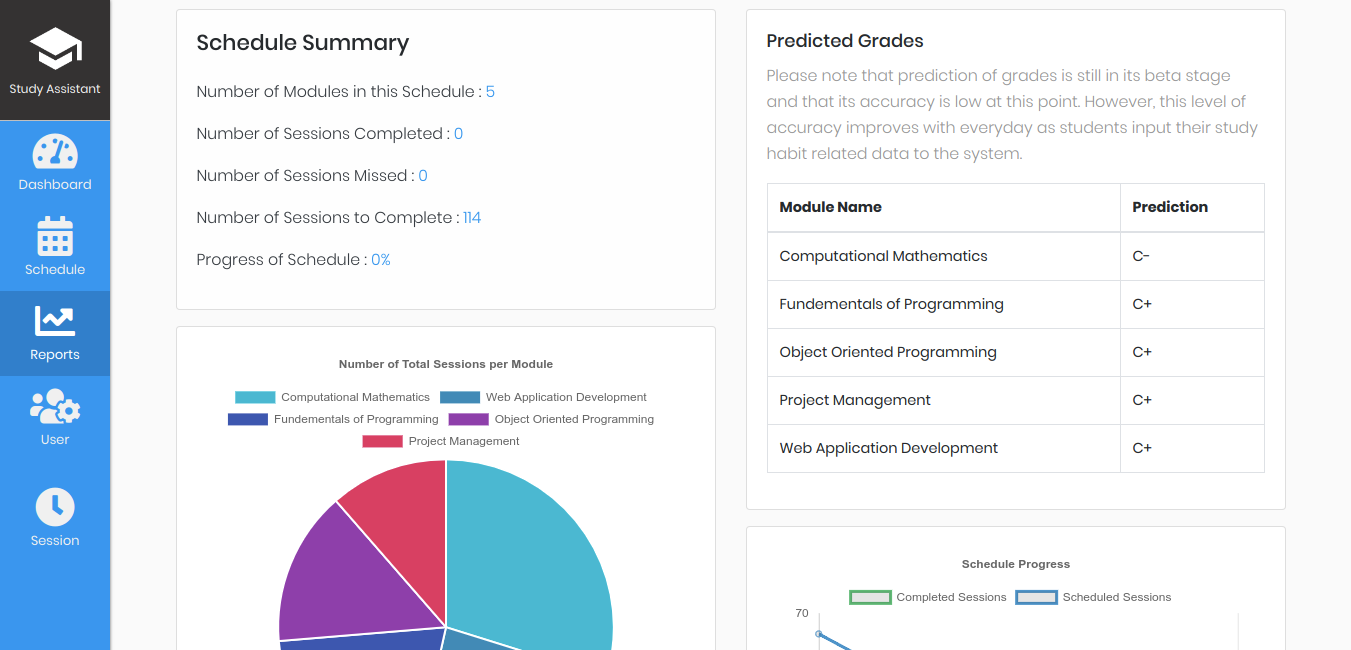 Study Assistant
Dashboard
Schedule
Reports
User
Session
Schedule Summary
Number of Modules in this Schedule : 5
Number of Sessions Completed : 0
Number of Sessions Missed : 0
Number of Sessions to Complete : 114
Progress of Schedule : 0%
Number of Total Sessions per Module
Computational Mathematics Web Application Development
Fundementals of Programming Object Oriented Programming
Project Management
Predicted Grades
Please note that prediction of grades is still in its beta stage
and that its accuracy is low at this point. However, this level of
accuracy improves with everyday as students input their study
habit related data to the system.
Module Name Prediction
Computational Mathematics C-
Fundementals of Programming C+
Object Oriented Programming C+
Project Management C+
Web Application Development C+
Schedule Progress
Completed Sessions Scheduled Sessions
70